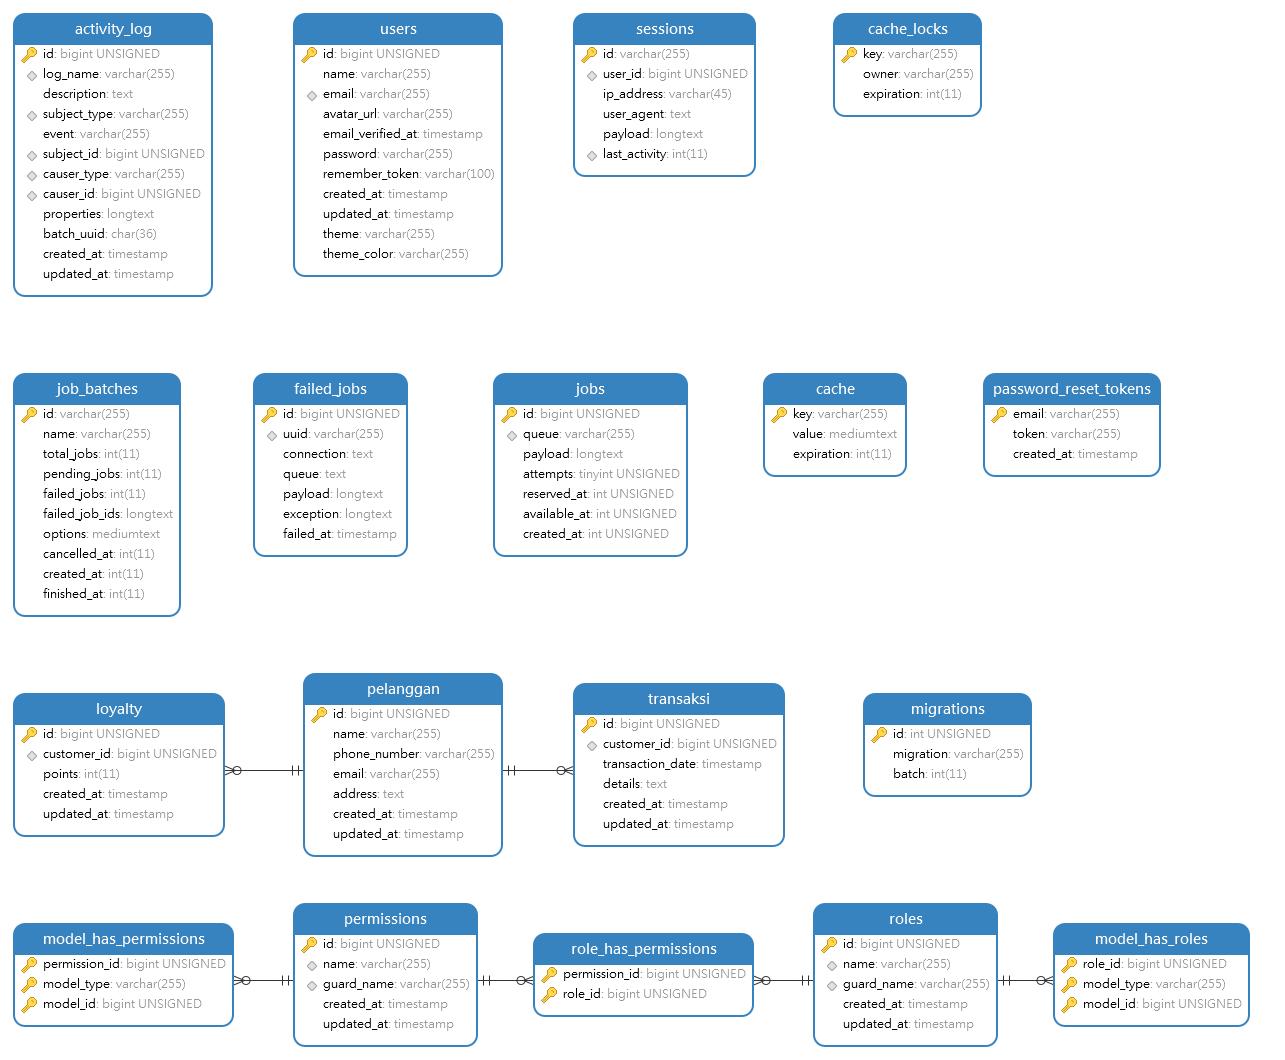 activity_log
id: bigint UNSIGNED
log_name: varchar(255)
description: text
subject_type: varchar(255)
event: varchar(255)
subject_id: bigint UNSIGNED
causer_type: varchar(255)
causer_id: bigint UNSIGNED
properties: longtext
batch_uuid: char(36)
created_at: timestamp
updated_at: timestamp
users
id: bigint UNSIGNED
name: varchar(255)
email: varchar(255)
avatar_url: varchar(255)
email_verified_at: timestamp
password: varchar(255)
remember_token: varchar(100)
created_at: timestamp
updated_at: timestamp
theme: varchar(255)
theme_color: varchar(255)
sessions
id: varchar(255)
user_id: bigint UNSIGNED
ip_address: varchar(45)
user_agent: text
payload: longtext
last_activity: int(11)
cache_locks
key: varchar(255)
owner: varchar(255)
expiration: int(11)
job_batches
id: varchar(255)
name: varchar(255)
total_jobs: int(11)
pending_jobs: int(11)
failed_jobs: int(11)
failed_job_ids: longtext
options: mediumtext
cancelled_at: int(11)
created_at: int(11)
finished_at: int(11)
failed_jobs
id: bigint UNSIGNED
uuid: varchar(255)
connection: text
queue: text
payload: longtext
exception: longtext
failed_at: timestamp
jobs
id: bigint UNSIGNED
queue: varchar(255)
payload: longtext
attempts: tinyint UNSIGNED
reserved_at: int UNSIGNED
available_at: int UNSIGNED
created_at: int UNSIGNED
cache
key: varchar(255)
value: mediumtext
expiration: int(11)
password_reset_tokens
email: varchar(255)
token: varchar(255)
created_at: timestamp
loyalty
id: bigint UNSIGNED
customer_id: bigint UNSIGNED
points: int(11)
created_at: timestamp
updated_at: timestamp
pelanggan
id: bigint UNSIGNED
name: varchar(255)
phone_number: varchar(255)
email: varchar(255)
address: text
created_at: timestamp
updated_at: timestamp
transaksi
id: bigint UNSIGNED
customer_id: bigint UNSIGNED
transaction_date: timestamp
details: text
created_at: timestamp
updated_at: timestamp
migrations
id: int UNSIGNED
migration: varchar(255)
batch: int(11)
model_has_permissions
permission_id: bigint UNSIGNED
model_type: varchar(255)
model_id: bigint UNSIGNED
permissions
id: bigint UNSIGNED
name: varchar(255)
guard_name: varchar(255)
created_at: timestamp
updated_at: timestamp
role_has_permissions
permission_id: bigint UNSIGNED
role_id: bigint UNSIGNED
roles
id: bigint UNSIGNED
name: varchar(255)
guard_name: varchar(255)
created_at: timestamp
updated_at: timestamp
model_has_roles
role_id: bigint UNSIGNED
model_type: varchar(255)
model_id: bigint UNSIGNED